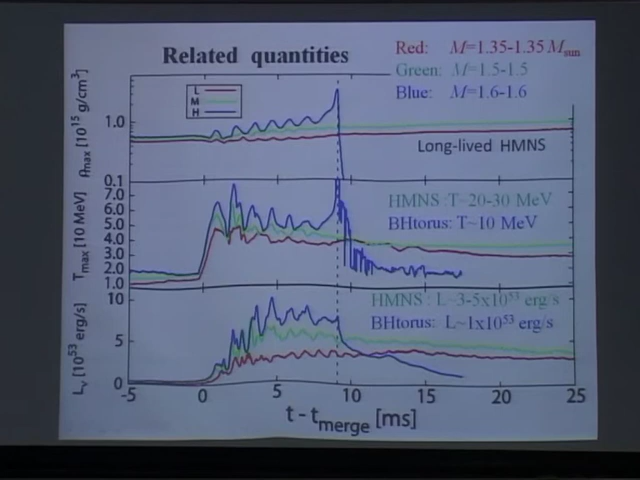 Related quantities
Red: M=1.35-1.35 Msun
Green: M=1.5-1.5
Blue: M=1.6-1.6
L
M
H
ρmax [10^15 g/cm^3]
1.0
0.1
Long-lived HMNS
Tmax [10 MeV]
7.0
6.0
5.0
4.0
3.0
2.0
1.0
HMNS :T~20-30 MeV
BHtorus: T~10 MeV
Lν [10^53 erg/s]
10
5
0
HMNS : L~3-5x10^53 erg/s
BHtorus: L~1x10^53 erg/s
-5 0 5 10 15 20 25
t - tmerge [ms]